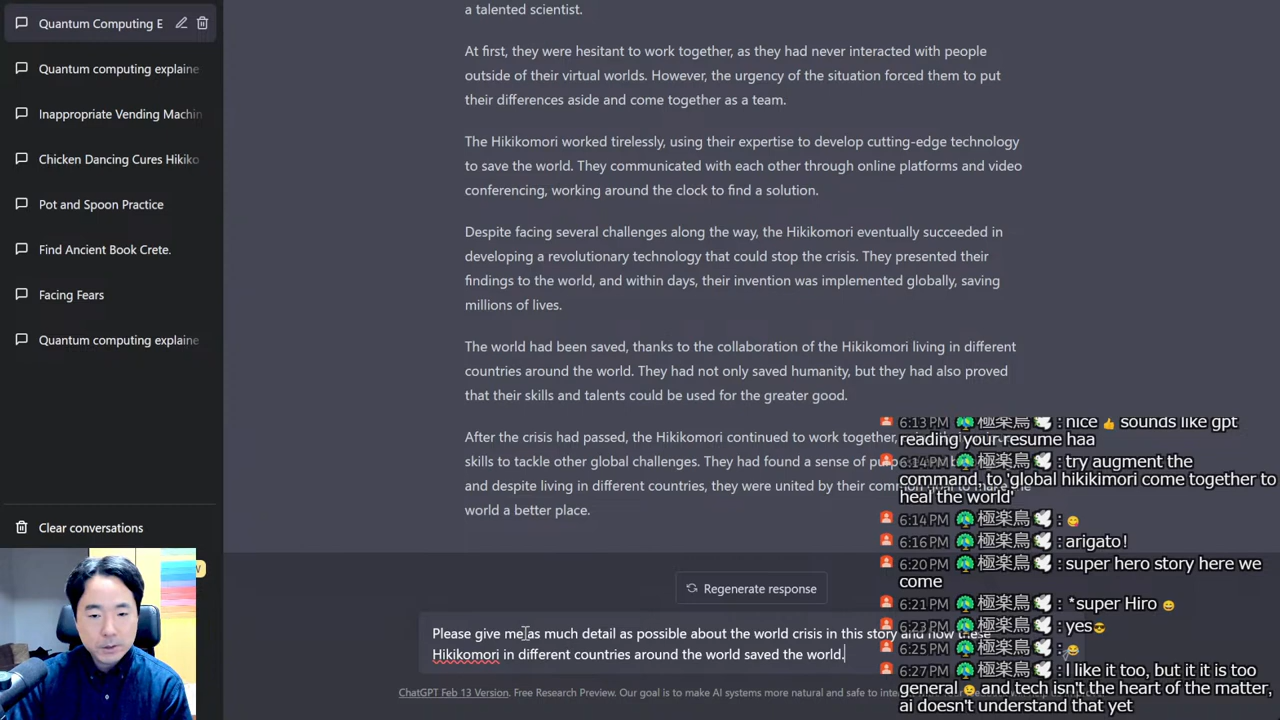 Quantum Computing E
Quantum computing explaine
Inappropriate Vending Machin
Chicken Dancing Cures Hikiko
Pot and Spoon Practice
Find Ancient Book Crete.
Facing Fears
Quantum computing explaine
Clear conversations
W
a talented scientist.
At first, they were hesitant to work together, as they had never interacted with people
outside of their virtual worlds. However, the urgency of the situation forced them to put
their differences aside and come together as a team.
The Hikikomori worked tirelessly, using their expertise to develop cutting-edge technology
to save the world. They communicated with each other through online platforms and video
conferencing, working around the clock to find a solution.
Despite facing several challenges along the way, the Hikikomori eventually succeeded in
developing a revolutionary technology that could stop the crisis. They presented their
findings to the world, and within days, their invention was implemented globally, saving
millions of lives.
The world had been saved, thanks to the collaboration of the Hikikomori living in different
countries around the world. They had not only saved humanity, but they had also proved
that their skills and talents could be used for the greater good.
After the crisis had passed, the Hikikomori continued to work together,
skills to tackle other global challenges. They had found a sense of
and despite living in different countries, they were united by their
world a better place.
Regenerate response
Please give me as much detail as possible about the world crisis in this story and how these
Hikikomori in different countries around the world saved the world.
ChatGPT Feb 13 Version. Free Research Preview. Our goal is to make AI systems more natural and safe to
6:13PM 極楽鳥 : nice 👍 sounds like gpt
reading your resume haa
6:14PM 極楽鳥 : try augment the
command, to 'global hikikimori come together to
heal the world'
6:14PM 極楽鳥 : 😋
6:16PM 極楽鳥 : arigato!
6:20PM 極楽鳥 : super hero story here we
come
6:21PM 極楽鳥 : *super Hiro 😄
6:23PM 極楽鳥 : yes😎
6:25PM 極楽鳥 : 😂
6:27PM 極楽鳥 : I like it too, but it it is too
general 😉 and tech isn't the heart of the matter,
ai doesn't understand that yet